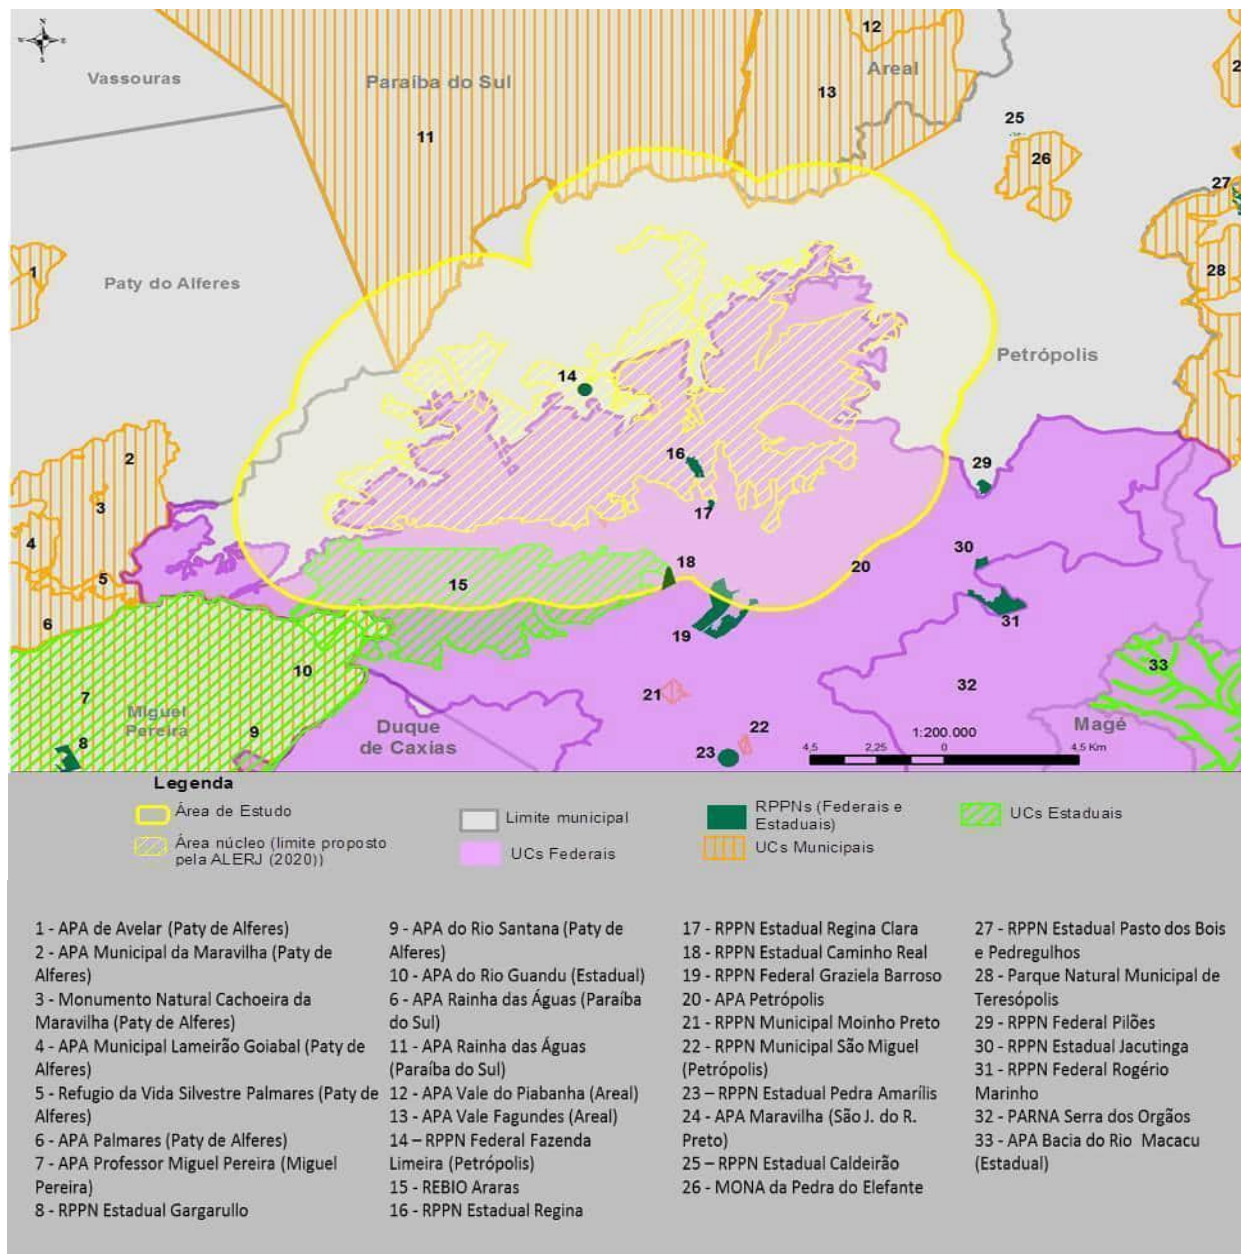 N
W
E
S
Vassouras
Paraíba do Sul
Areal
12
13
11
25
26
2
27
28
1
Paty do Alferes
Petrópolis
14
2
3
4
5
6
16
17
29
30
18
20
15
19
31
10
7
Miguel
Pereira
9
8
Duque
de Caxias
21
22
23
32
33
Magé
1:200.000
4,5
2,25
0
4,5 Km
Legenda
Área de Estudo
Área núcleo (limite proposto
pela ALERJ (2020))
Limite municipal
UCs Federais
RPPNs (Federais e
Estaduais)
UCs Municipais
UCs Estaduais
1 - APA de Avelar (Paty de Alferes)
2 - APA Municipal da Maravilha (Paty de
Alferes)
3 - Monumento Natural Cachoeira da
Maravilha (Paty de Alferes)
4 - APA Municipal Lameirão Goiabal (Paty de
Alferes)
5 - Refugio da Vida Silvestre Palmares (Paty de
Alferes)
6 - APA Palmares (Paty de Alferes)
7 - APA Professor Miguel Pereira (Miguel
Pereira)
8 - RPPN Estadual Gargarullo
9 - APA do Rio Santana (Paty de
Alferes)
10 - APA do Rio Guandu (Estadual)
6 - APA Rainha das Águas (Paraíba
do Sul)
11 - APA Rainha das Águas
(Paraíba do Sul)
12 - APA Vale do Piabanha (Areal)
13 - APA Vale Fagundes (Areal)
14 – RPPN Federal Fazenda
Limeira (Petrópolis)
15 - REBIO Araras
16 - RPPN Estadual Regina
17 - RPPN Estadual Regina Clara
18 - RPPN Estadual Caminho Real
19 - RPPN Federal Graziela Barroso
20 - APA Petrópolis
21 - RPPN Municipal Moinho Preto
22 - RPPN Municipal São Miguel
(Petrópolis)
23 – RPPN Estadual Pedra Amarílis
24 - APA Maravilha (São J. do R.
Preto)
25 – RPPN Estadual Caldeirão
26 - MONA da Pedra do Elefante
27 - RPPN Estadual Pasto dos Bois
e Pedregulhos
28 - Parque Natural Municipal de
Teresópolis
29 - RPPN Federal Pilões
30 - RPPN Estadual Jacutinga
31 - RPPN Federal Rogério
Marinho
32 - PARNA Serra dos Orgãos
33 - APA Bacia do Rio Macacu
(Estadual)